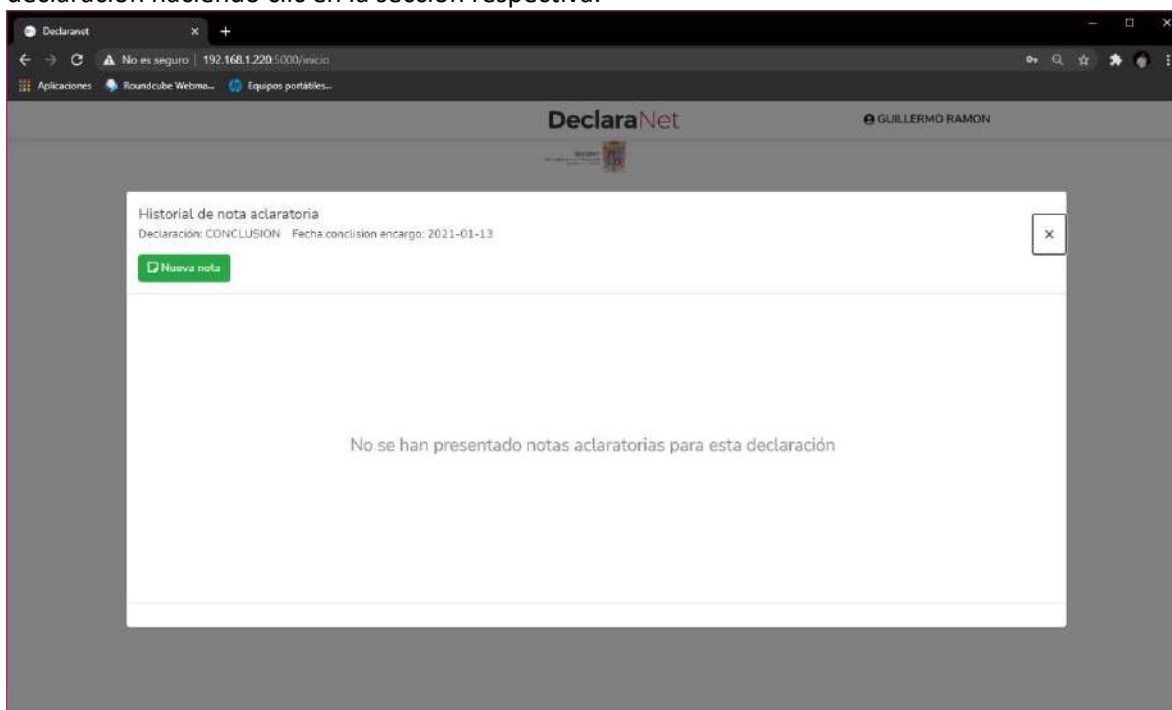 declaración haciendo clic en la sección respectiva.
Declaranet
No es seguro | 192.168.1.220:5000/inicio
Aplicaciones Roundcube Webma... Equipos portátiles...
DeclaraNet
GUILLERMO RAMON
Historial de nota aclaratoria
Declaración: CONCLUSION Fecha conclision encargo: 2021-01-13
Nueva nota
No se han presentado notas aclaratorias para esta declaración